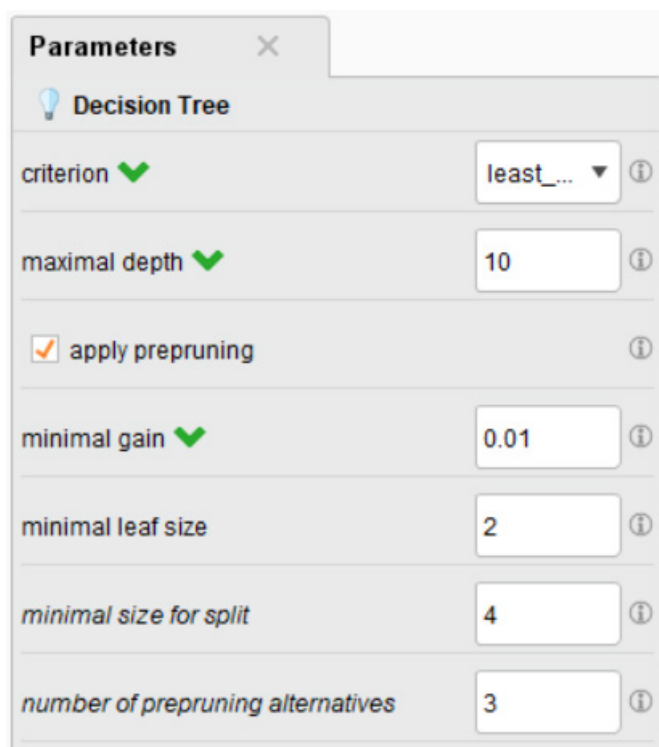 Parameters
Decision Tree
criterion least_...
maximal depth 10
apply prepruning
minimal gain 0.01
minimal leaf size 2
minimal size for split 4
number of prepruning alternatives 3